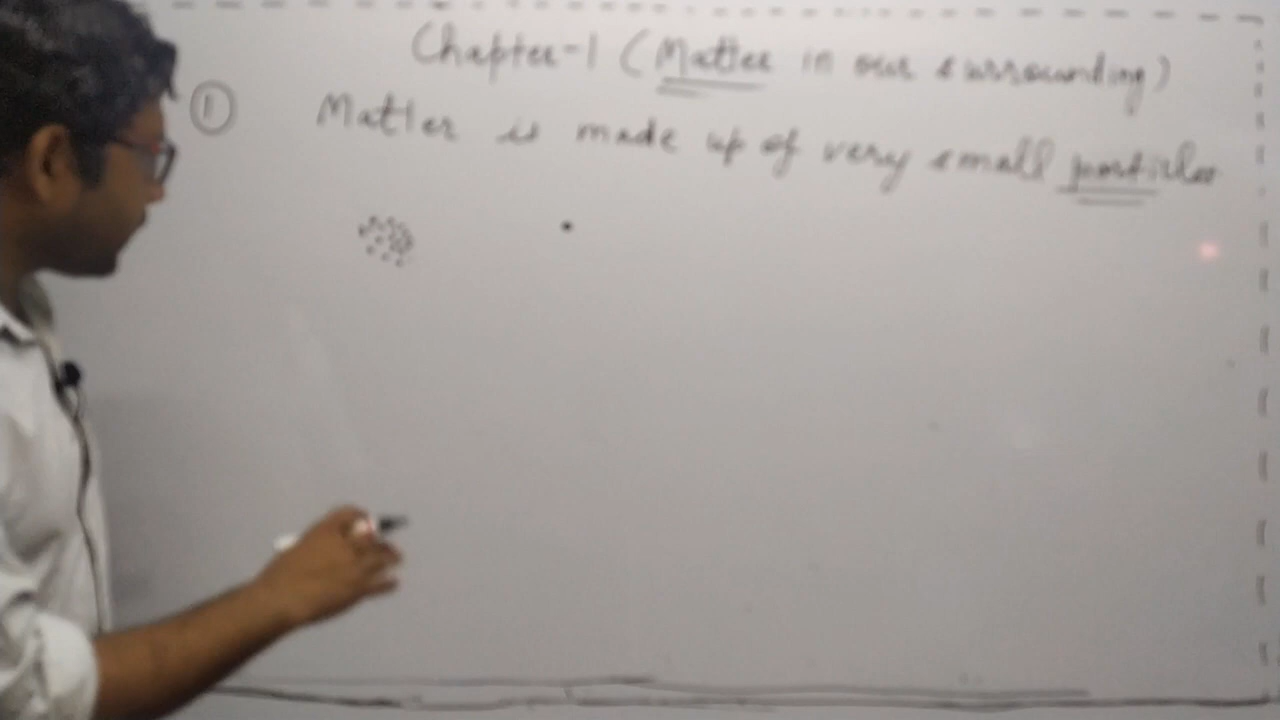 Chapter-1 (Matter in our surrounding)
① Matter is made up of very small particles